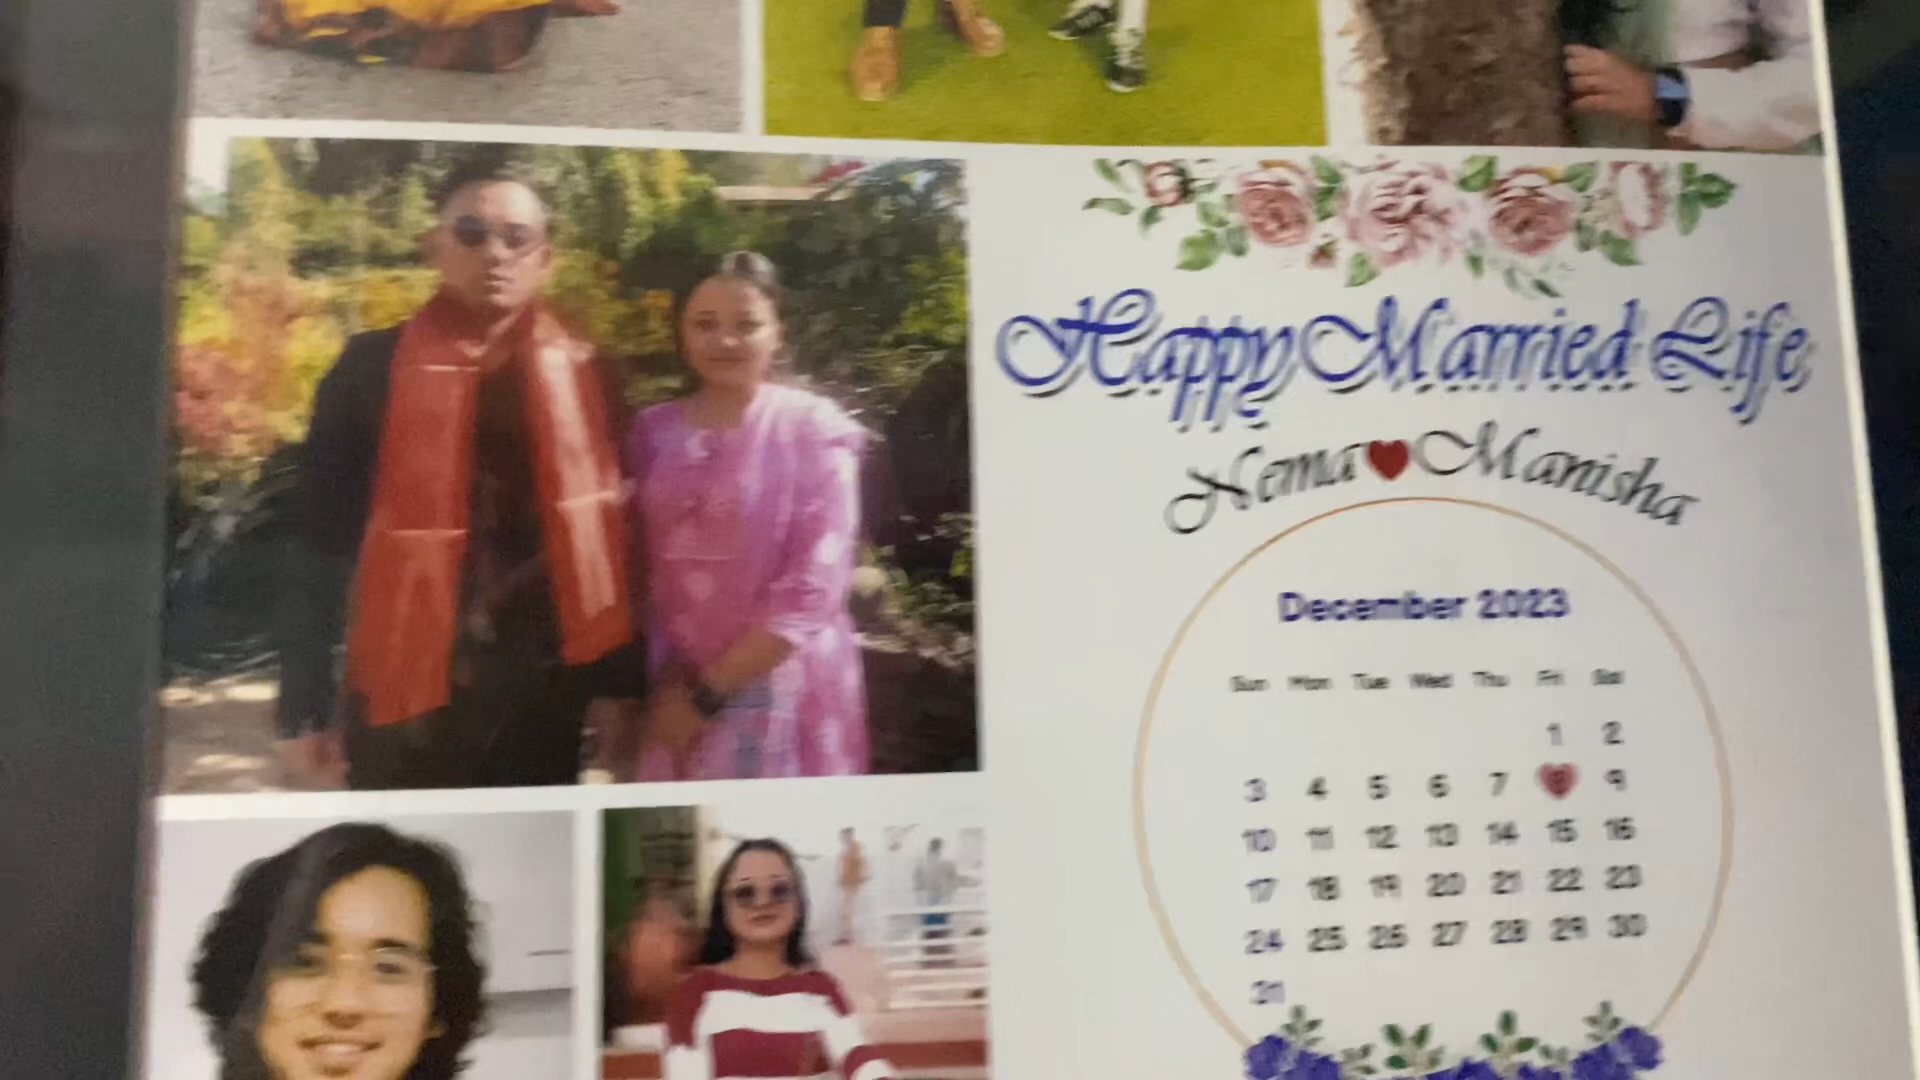 Happy Married Life
Nema Manisha
December 2023
Sun Mon Tue Wed Thu Fri Sat
1 2
3 4 5 6 7 8 9
10 11 12 13 14 15 16
17 18 19 20 21 22 23
24 25 26 27 28 29 30
31